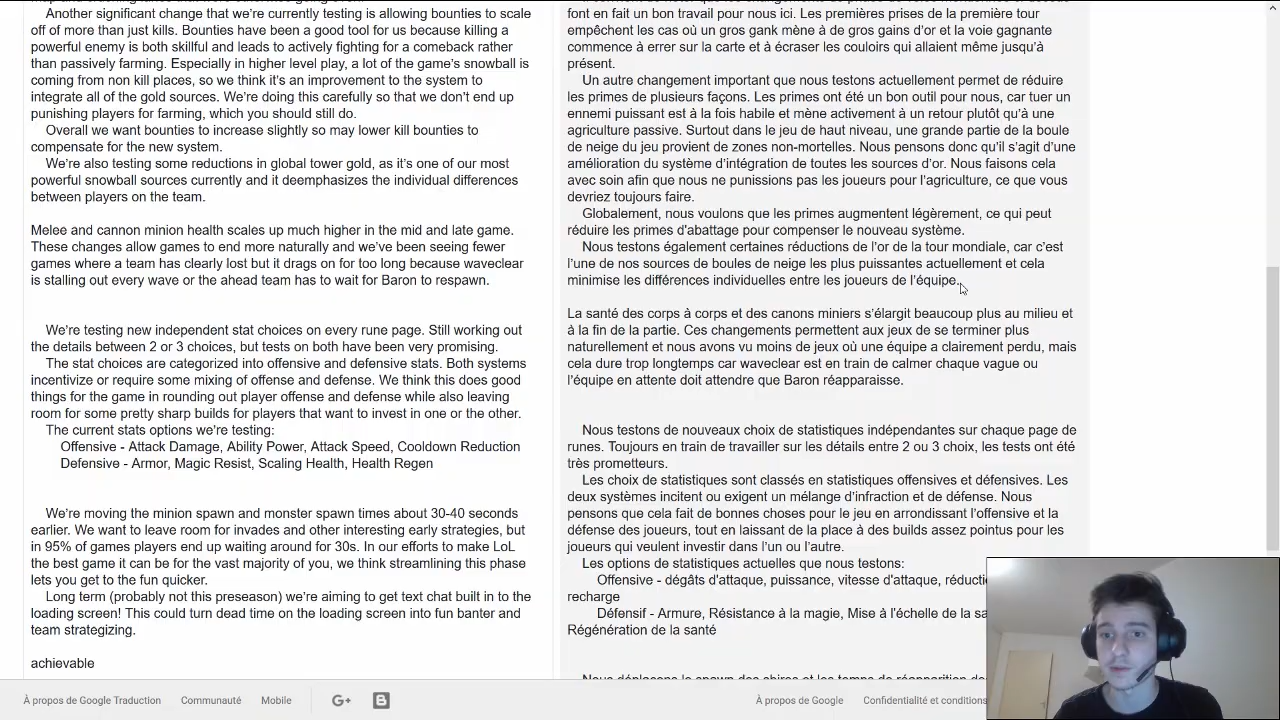 Another significant change that we're currently testing is allowing bounties to scale
off of more than just kills. Bounties have been a good tool for us because killing a
powerful enemy is both skillful and leads to actively fighting for a comeback rather
than passively farming. Especially in higher level play, a lot of the game's snowball is
coming from non kill places, so we think it's an improvement to the system to
integrate all of the gold sources. We're doing this carefully so that we don't end up
punishing players for farming, which you should still do.
Overall we want bounties to increase slightly so may lower kill bounties to
compensate for the new system.
We're also testing some reductions in global tower gold, as it's one of our most
powerful snowball sources currently and it deemphasizes the individual differences
between players on the team.
Melee and cannon minion health scales up much higher in the mid and late game.
These changes allow games to end more naturally and we've been seeing fewer
games where a team has clearly lost but it drags on for too long because waveclear
is stalling out every wave or the ahead team has to wait for Baron to respawn.
We're testing new independent stat choices on every rune page. Still working out
the details between 2 or 3 choices, but tests on both have been very promising.
The stat choices are categorized into offensive and defensive stats. Both systems
incentivize or require some mixing of offense and defense. We think this does good
things for the game in rounding out player offense and defense while also leaving
room for some pretty sharp builds for players that want to invest in one or the other.
The current stats options we're testing:
Offensive - Attack Damage, Ability Power, Attack Speed, Cooldown Reduction
Defensive - Armor, Magic Resist, Scaling Health, Health Regen
We're moving the minion spawn and monster spawn times about 30-40 seconds
earlier. We want to leave room for invades and other interesting early strategies, but
in 95% of games players end up waiting around for 30s. In our efforts to make LoL
the best game it can be for the vast majority of you, we think streamlining this phase
lets you get to the fun quicker.
Long term (probably not this preseason) we're aiming to get text chat built in to the
loading screen! This could turn dead time on the loading screen into fun banter and
team strategizing.
achievable
font en fait un bon travail pour nous ici. Les premières prises de la première tour
empêchent les cas où un gros gank mène à de gros gains d'or et la voie gagnante
commence à errer sur la carte et à écraser les couloirs qui allaient même jusqu'à
présent.
Un autre changement important que nous testons actuellement permet de réduire
les primes de plusieurs façons. Les primes ont été un bon outil pour nous, car tuer un
ennemi puissant est à la fois habile et mène activement à un retour plutôt qu'à une
agriculture passive. Surtout dans le jeu de haut niveau, une grande partie de la boule
de neige du jeu provient de zones non-mortelles. Nous pensons donc qu'il s'agit d'une
amélioration du système d'intégration de toutes les sources d'or. Nous faisons cela
avec soin afin que nous ne punissions pas les joueurs pour l'agriculture, ce que vous
devriez toujours faire.
Globalement, nous voulons que les primes augmentent légèrement, ce qui peut
réduire les primes d'abattage pour compenser le nouveau système.
Nous testons également certaines réductions de l'or de la tour mondiale, car c'est
l'une de nos sources de boules de neige les plus puissantes actuellement et cela
minimise les différences individuelles entre les joueurs de l'équipe.
La santé des corps à corps et des canons miniers s'élargit beaucoup plus au milieu et
à la fin de la partie. Ces changements permettent aux jeux de se terminer plus
naturellement et nous avons vu moins de jeux où une équipe a clairement perdu, mais
cela dure trop longtemps car waveclear est en train de calmer chaque vague ou
l'équipe en attente doit attendre que Baron réapparaisse.
Nous testons de nouveaux choix de statistiques indépendantes sur chaque page de
runes. Toujours en train de travailler sur les détails entre 2 ou 3 choix, les tests ont été
très prometteurs.
Les choix de statistiques sont classés en statistiques offensives et défensives. Les
deux systèmes incitent ou exigent un mélange d'infraction et de défense. Nous
pensons que cela fait de bonnes choses pour le jeu en arrondissant l'offensive et la
défense des joueurs, tout en laissant de la place à des builds assez pointus pour les
joueurs qui veulent investir dans l'un ou l'autre.
Les options de statistiques actuelles que nous testons:
Offensive - dégâts d'attaque, puissance, vitesse d'attaque,
recharge
Défensif - Armure, Résistance à la magie, Mise à l'échelle de la
Régénération de la santé
À propos de Google Traduction Communauté Mobile G+ B À propos de Google Confidentialité et conditions